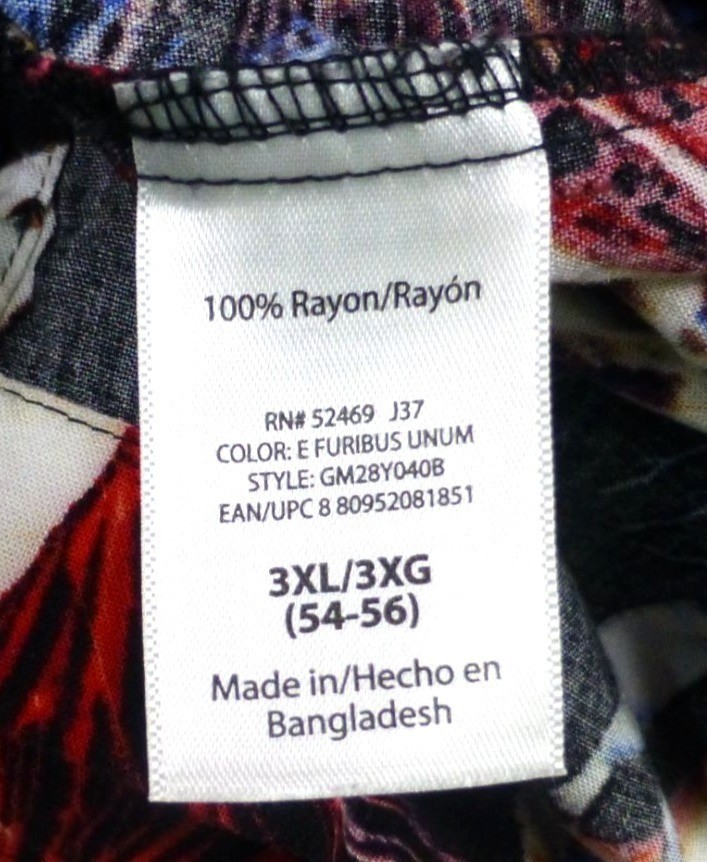 100% Rayon/Rayón
RN# 52469 J37
COLOR: E FURIBUS UNUM
STYLE: GM28Y040B
EAN/UPC 8 80952081851
3XL/3XG
(54-56)
Made in/Hecho en
Bangladesh